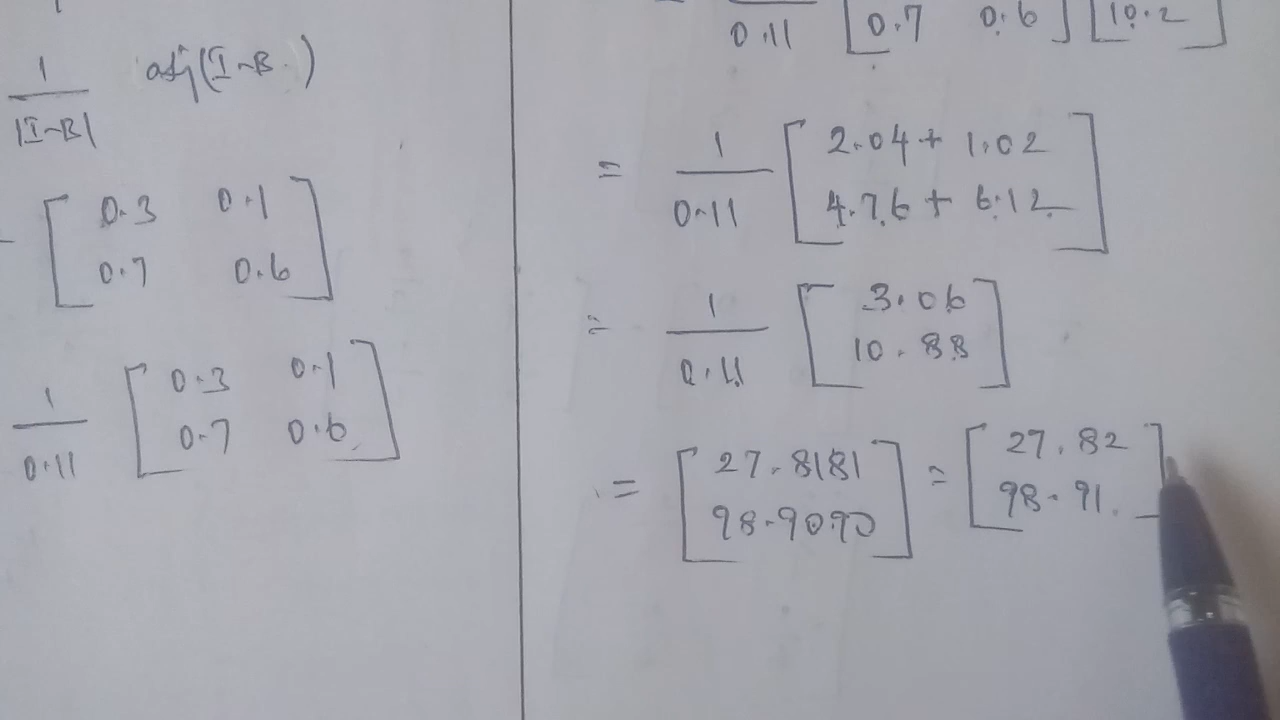 1/|I-B| adj(I-B)
[0.3 0.1
0.7 0.6]
1/0.11 [0.3 0.1
0.7 0.6]
0.11 [0.7 0.6] [10.2]
= 1/0.11 [2.04 + 1.02
4.76 + 6.12]
= 1/0.11 [3.06
10.88]
= [27.8181
98.9090] = [27.82
98.91]